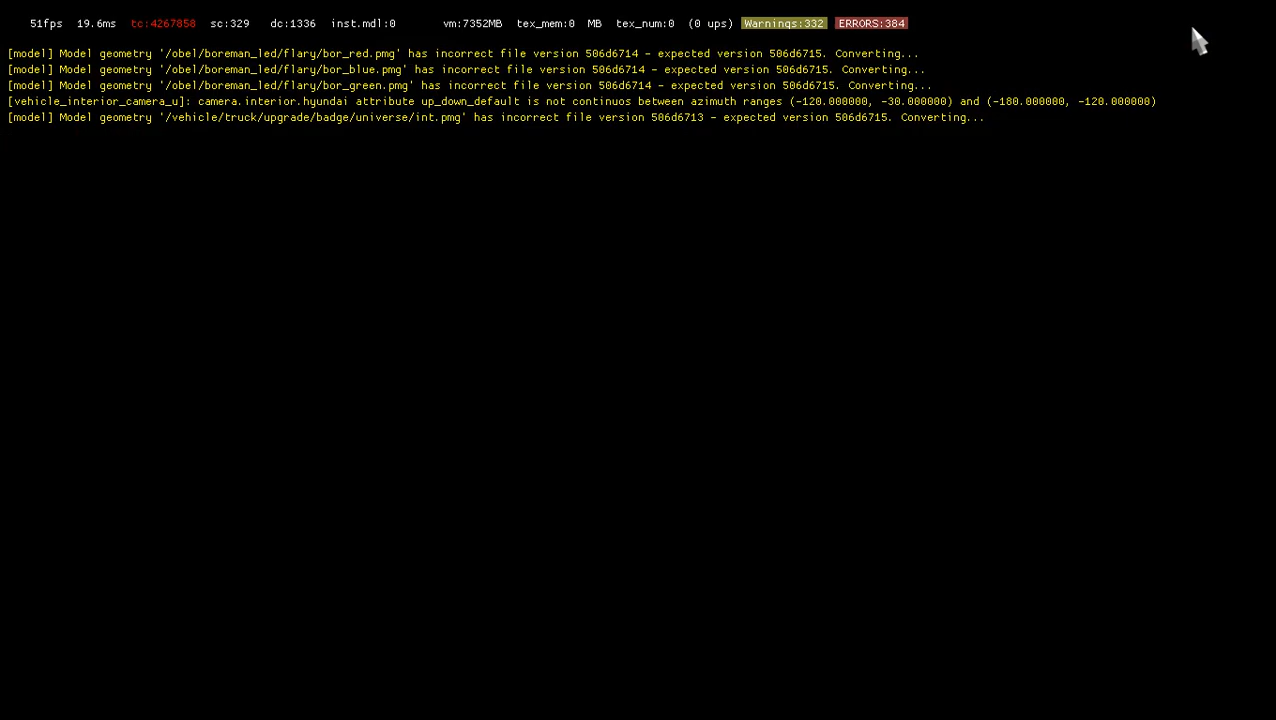 51fps 19.6ms tc:4267858 sc:329 dc:1336 inst.mdl:0 vm:7352MB tex_mem:0 MB tex_num:0 (0 ups) Warnings:332 ERRORS:384
[model] Model geometry '/obel/boreman_led/flary/bor_red.pmg' has incorrect file version 506d6714 - expected version 506d6715. Converting...
[model] Model geometry '/obel/boreman_led/flary/bor_blue.pmg' has incorrect file version 506d6714 - expected version 506d6715. Converting...
[model] Model geometry '/obel/boreman_led/flary/bor_green.pmg' has incorrect file version 506d6714 - expected version 506d6715. Converting...
[vehicle_interior_camera_u]: camera.interior.hyundai attribute up_down_default is not continuos between azimuth ranges (-120.000000, -30.000000) and (-180.000000, -120.000000)
[model] Model geometry '/vehicle/truck/upgrade/badge/universe/int.pmg' has incorrect file version 506d6713 - expected version 506d6715. Converting...